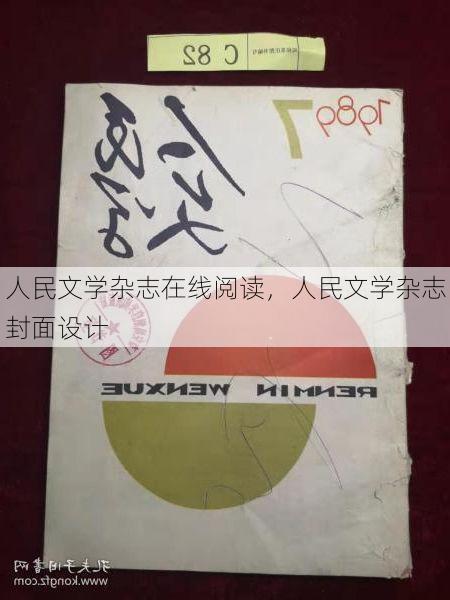 C 82
1989
7
人民
文学
人民文学杂志在线阅读，人民文学杂志
封面设计
RENMIN WENXUE
孔夫子旧书网
www.kongfz.com